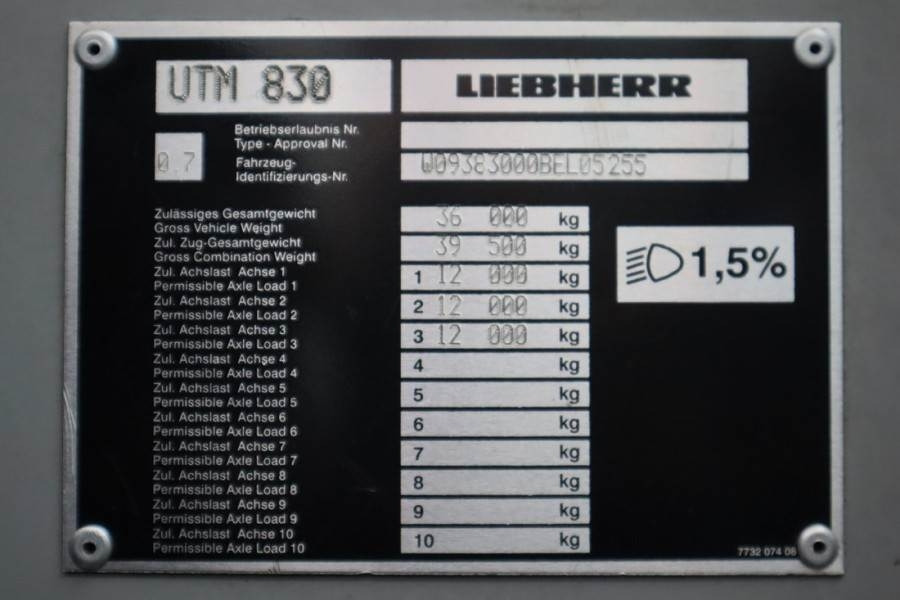 UTM 830 LIEBHERR
Betriebserlaubnis Nr.
Type - Approval Nr.
0.7 Fahrzeug- W09383000BEL05255
Identifizierungs-Nr.
Zulässiges Gesamtgewicht 36 000 kg
Gross Vehicle Weight
Zul. Zug-Gesamtgewicht 39 500 kg
Gross Combination Weight
1,5%
Zul. Achslast Achse 1 1 12 000 kg
Permissible Axle Load 1
Zul. Achslast Achse 2 2 12 000 kg
Permissible Axle Load 2
Zul. Achslast Achse 3 3 12 000 kg
Permissible Axle Load 3
Zul. Achslast Achse 4 4 kg
Permissible Axle Load 4
Zul. Achslast Achse 5 5 kg
Permissible Axle Load 5
Zul. Achslast Achse 6 6 kg
Permissible Axle Load 6
Zul. Achslast Achse 7 7 kg
Permissible Axle Load 7
Zul. Achslast Achse 8 8 kg
Permissible Axle Load 8
Zul. Achslast Achse 9 9 kg
Permissible Axle Load 9
Zul. Achslast Achse 10 10 kg
Permissible Axle Load 10
7732 074 08